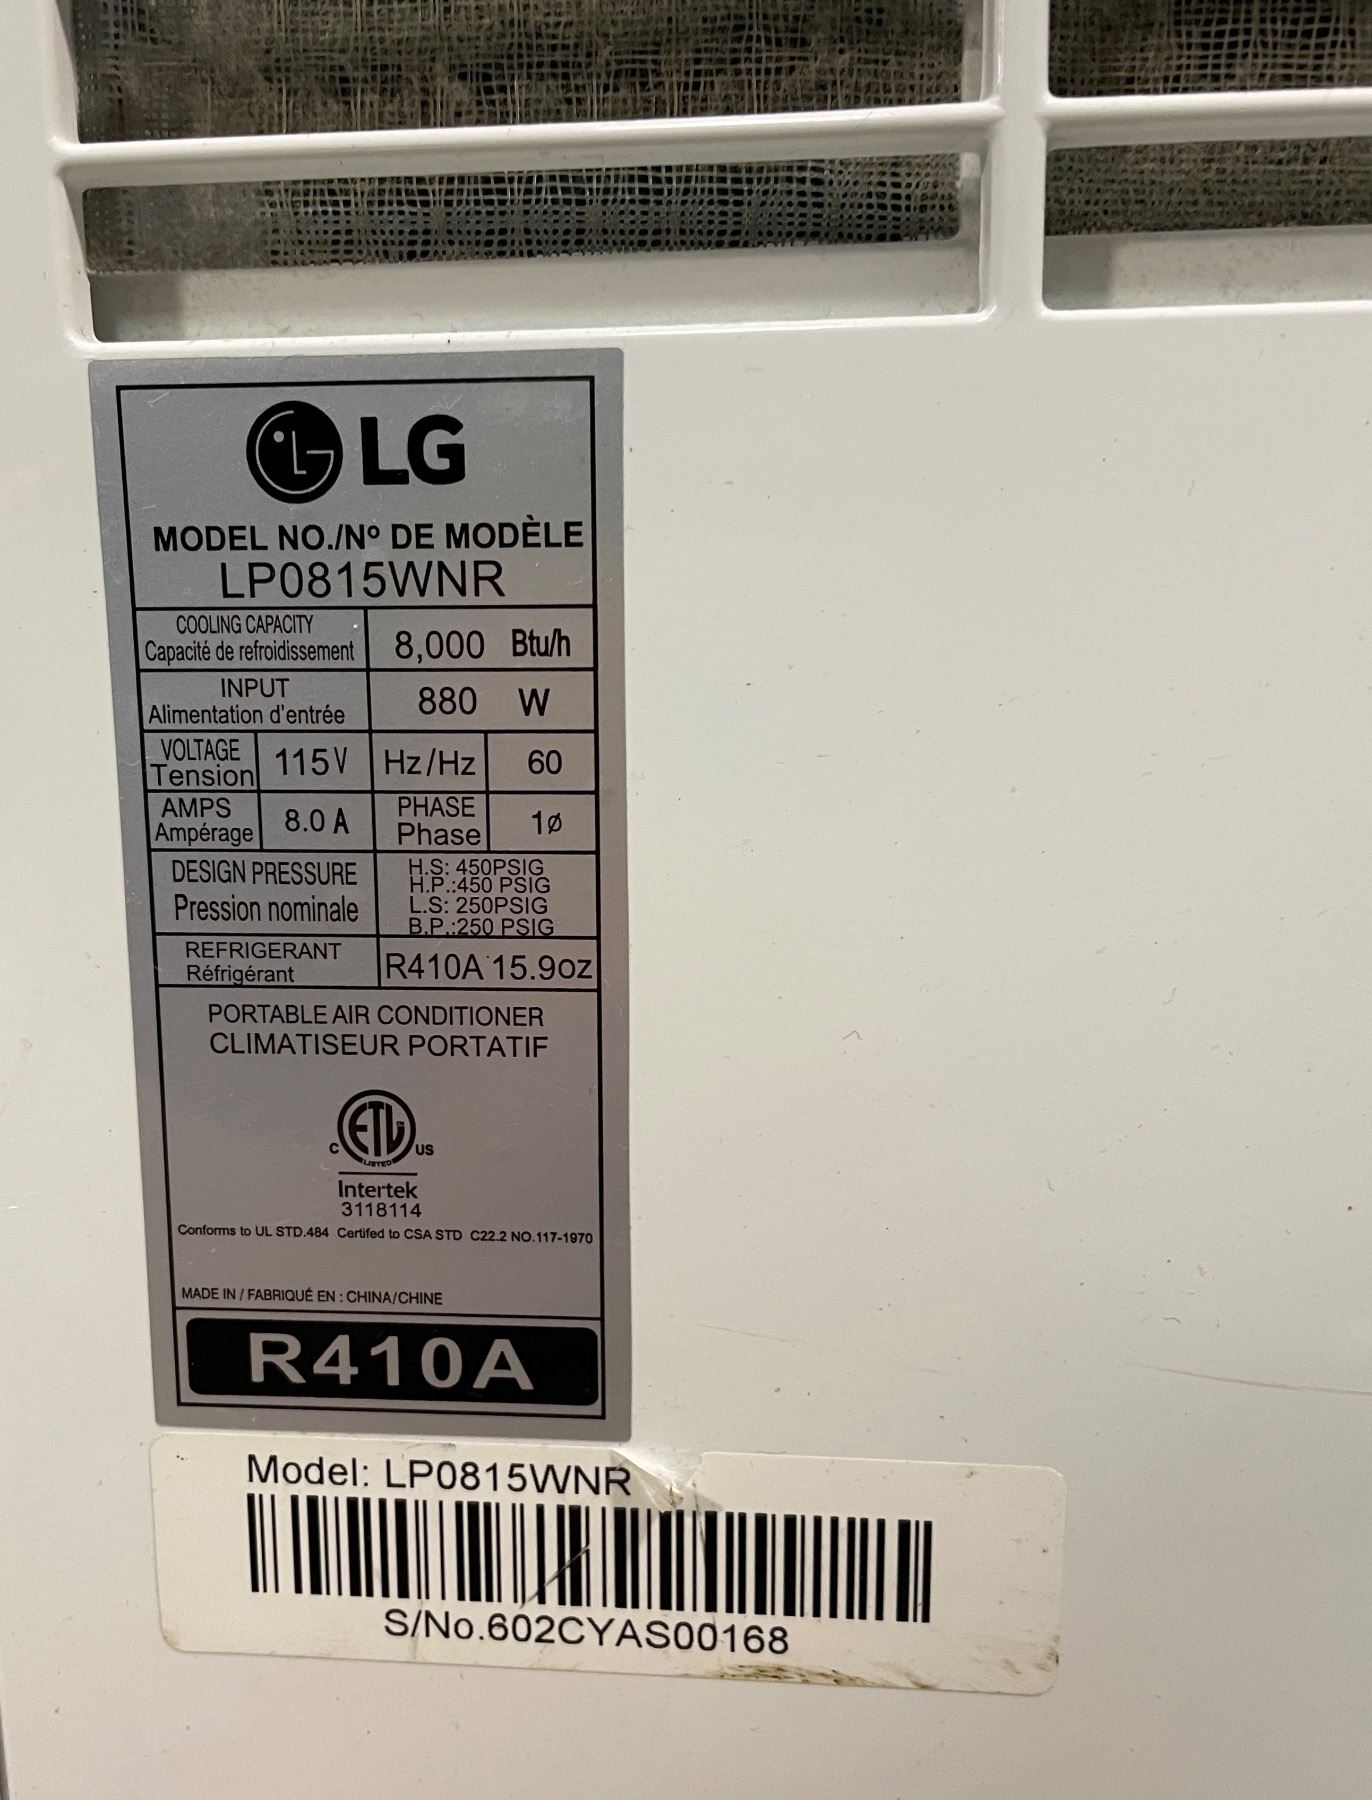 LG
MODEL NO./Nº DE MODÈLE
LP0815WNR
COOLING CAPACITY
Capacité de refroidissement
8,000 Btu/h
INPUT
Alimentation d'entrée
880 W
VOLTAGE
Tension
115V
Hz/Hz
60
AMPS
Ampérage
8.0 A
PHASE
Phase
1ø
DESIGN PRESSURE
Pression nominale
H.S: 450PSIG
H.P.:450 PSIG
L.S: 250PSIG
B.P.:250 PSIG
REFRIGERANT
Réfrigérant
R410A 15.9oz
PORTABLE AIR CONDITIONER
CLIMATISEUR PORTATIF
C ETL US
LISTED
Intertek
3118114
Conforms to UL STD.484 Certifed to CSA STD C22.2 NO.117-1970
MADE IN / FABRIQUÉ EN : CHINA/CHINE
R410A
Model: LP0815WNR
S/No.602CYAS00168